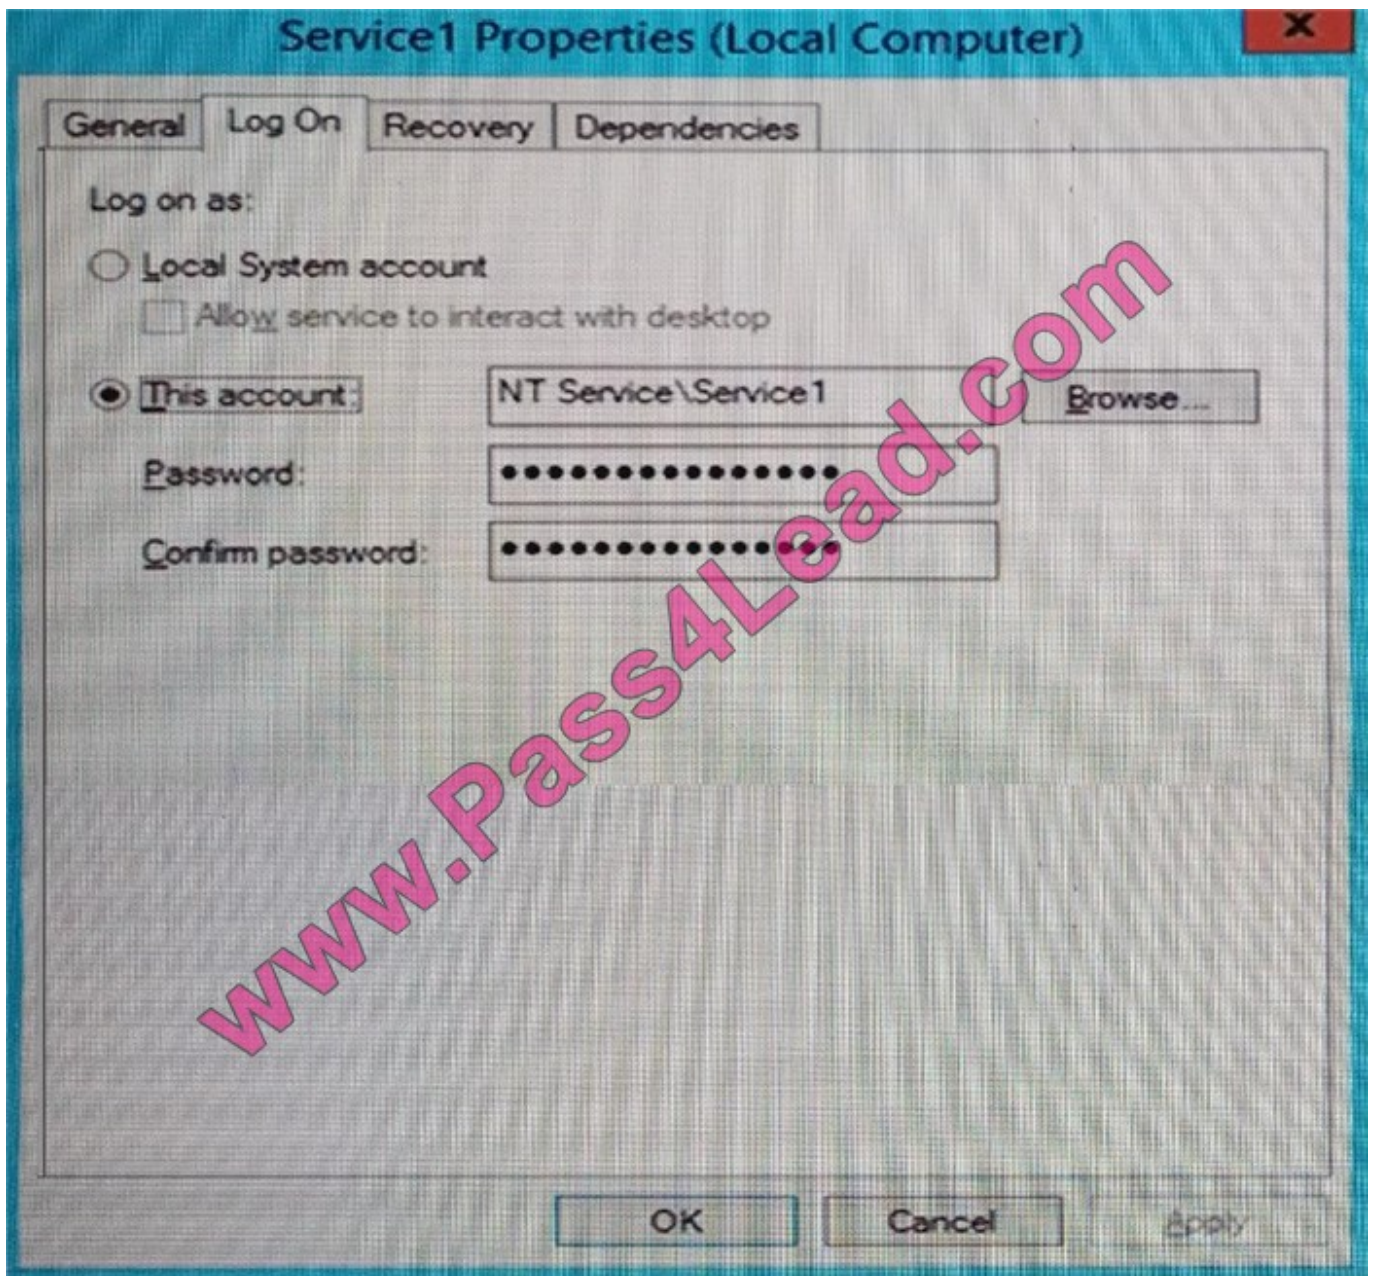 Service1 Properties (Local Computer)
X
General Log On Recovery Dependencies
Log on as:
Local System account
Allow service to interact with desktop
This account: NT Service\Service1 Browse...
Password: •••••••••••••••
Confirm password: •••••••••••••••
www.Pass4Lead.com
OK Cancel Apply